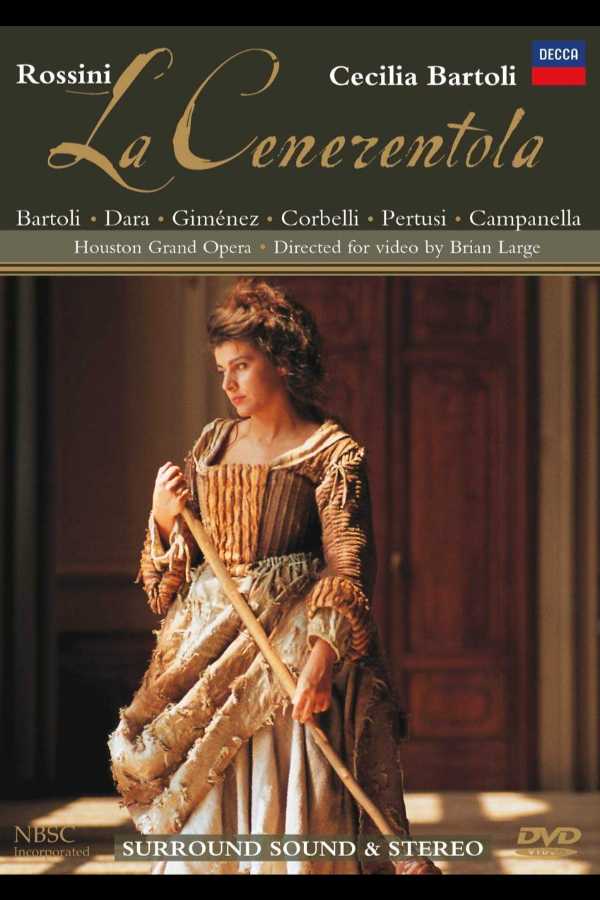 DECCA
Rossini
Cecilia Bartoli
La Cenerentola
Bartoli • Dara • Giménez • Corbelli • Pertusi • Campanella
Houston Grand Opera • Directed for video by Brian Large
NBSC
Incorporated
SURROUND SOUND & STEREO
DVD
VIDEO